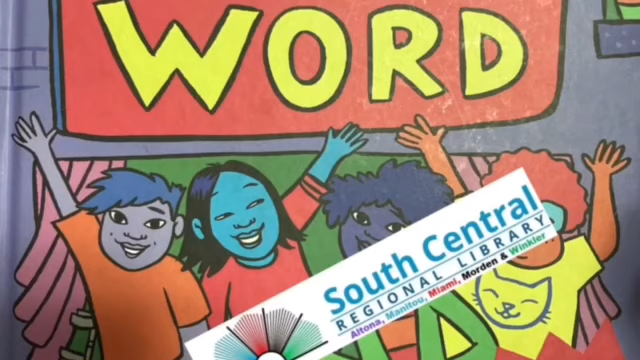 WORD
South Central
REGIONAL LIBRARY
Altona, Manitou, Miami, Morden & Winkler